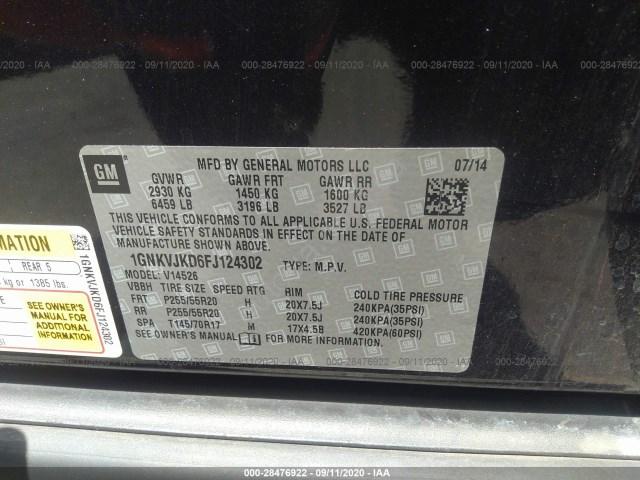 000-28476922 - 09/11/2020 - IAA
GM
MFD BY GENERAL MOTORS LLC 07/14
GVWR GAWR FRT GAWR RR
2930 KG 1450 KG 1600 KG
6459 LB 3196 LB 3527 LB
THIS VEHICLE CONFORMS TO ALL APPLICABLE U.S. FEDERAL MOTOR
VEHICLE SAFETY STANDARDS IN EFFECT ON THE DATE OF
MANUFACTURE SHOWN ABOVE.
1GNKVJKD6FJ124302 TYPE: M.P.V.
MODEL: V14526
VBBH TIRE SIZE SPEED RTG RIM COLD TIRE PRESSURE
FRT P255/55R20 H 20X7.5J 240KPA(35PSI)
RR P255/55R20 H 20X7.5J 240KPA(35PSI)
SPA T145/70R17 M 17X4.5B 420KPA(60PSI)
SEE OWNER'S MANUAL FOR MORE INFORMATION.
REAR 5
kg or 1385 lbs.
SEE OWNER'S
MANUAL FOR
ADDITIONAL
INFORMATION
1GNKVJKD6FJ124302
000-28476922 - 09/11/2020 - IAA